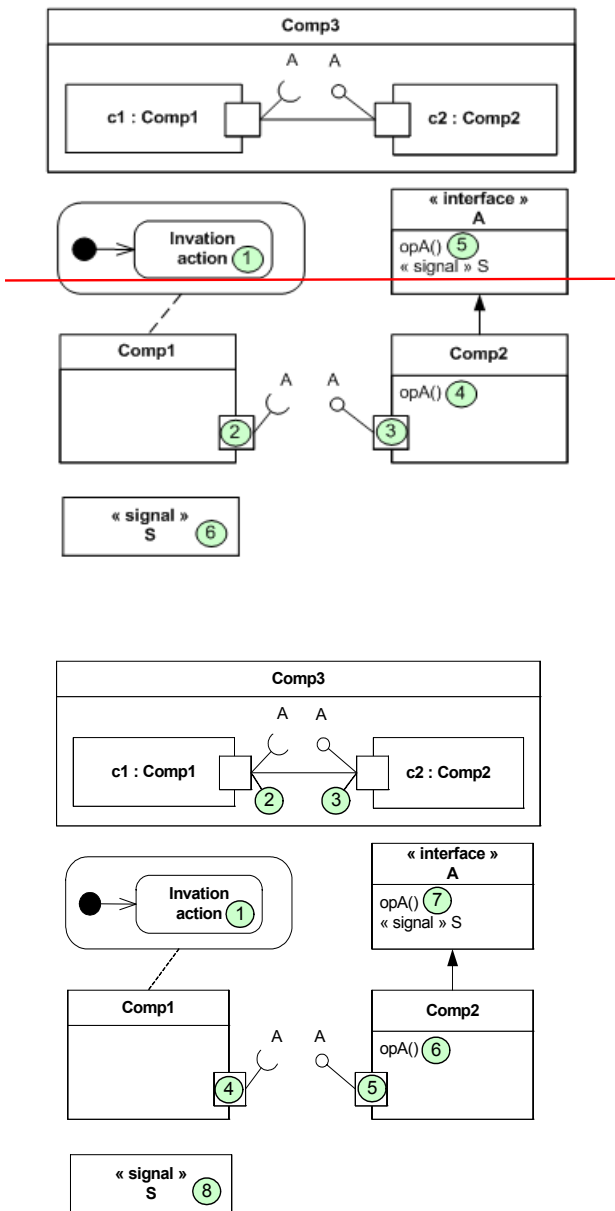 Comp3
A A
c1 : Comp1
c2 : Comp2
Invation
action 1
« interface »
A
opA() 5
« signal » S
Comp1
A A
Comp2
opA() 4
2
3
« signal »
S 6
Comp3
A A
c1 : Comp1
c2 : Comp2
2
3
Invation
action 1
« interface »
A
opA() 7
« signal » S
Comp1
A A
Comp2
opA() 6
4
5
« signal »
S 8